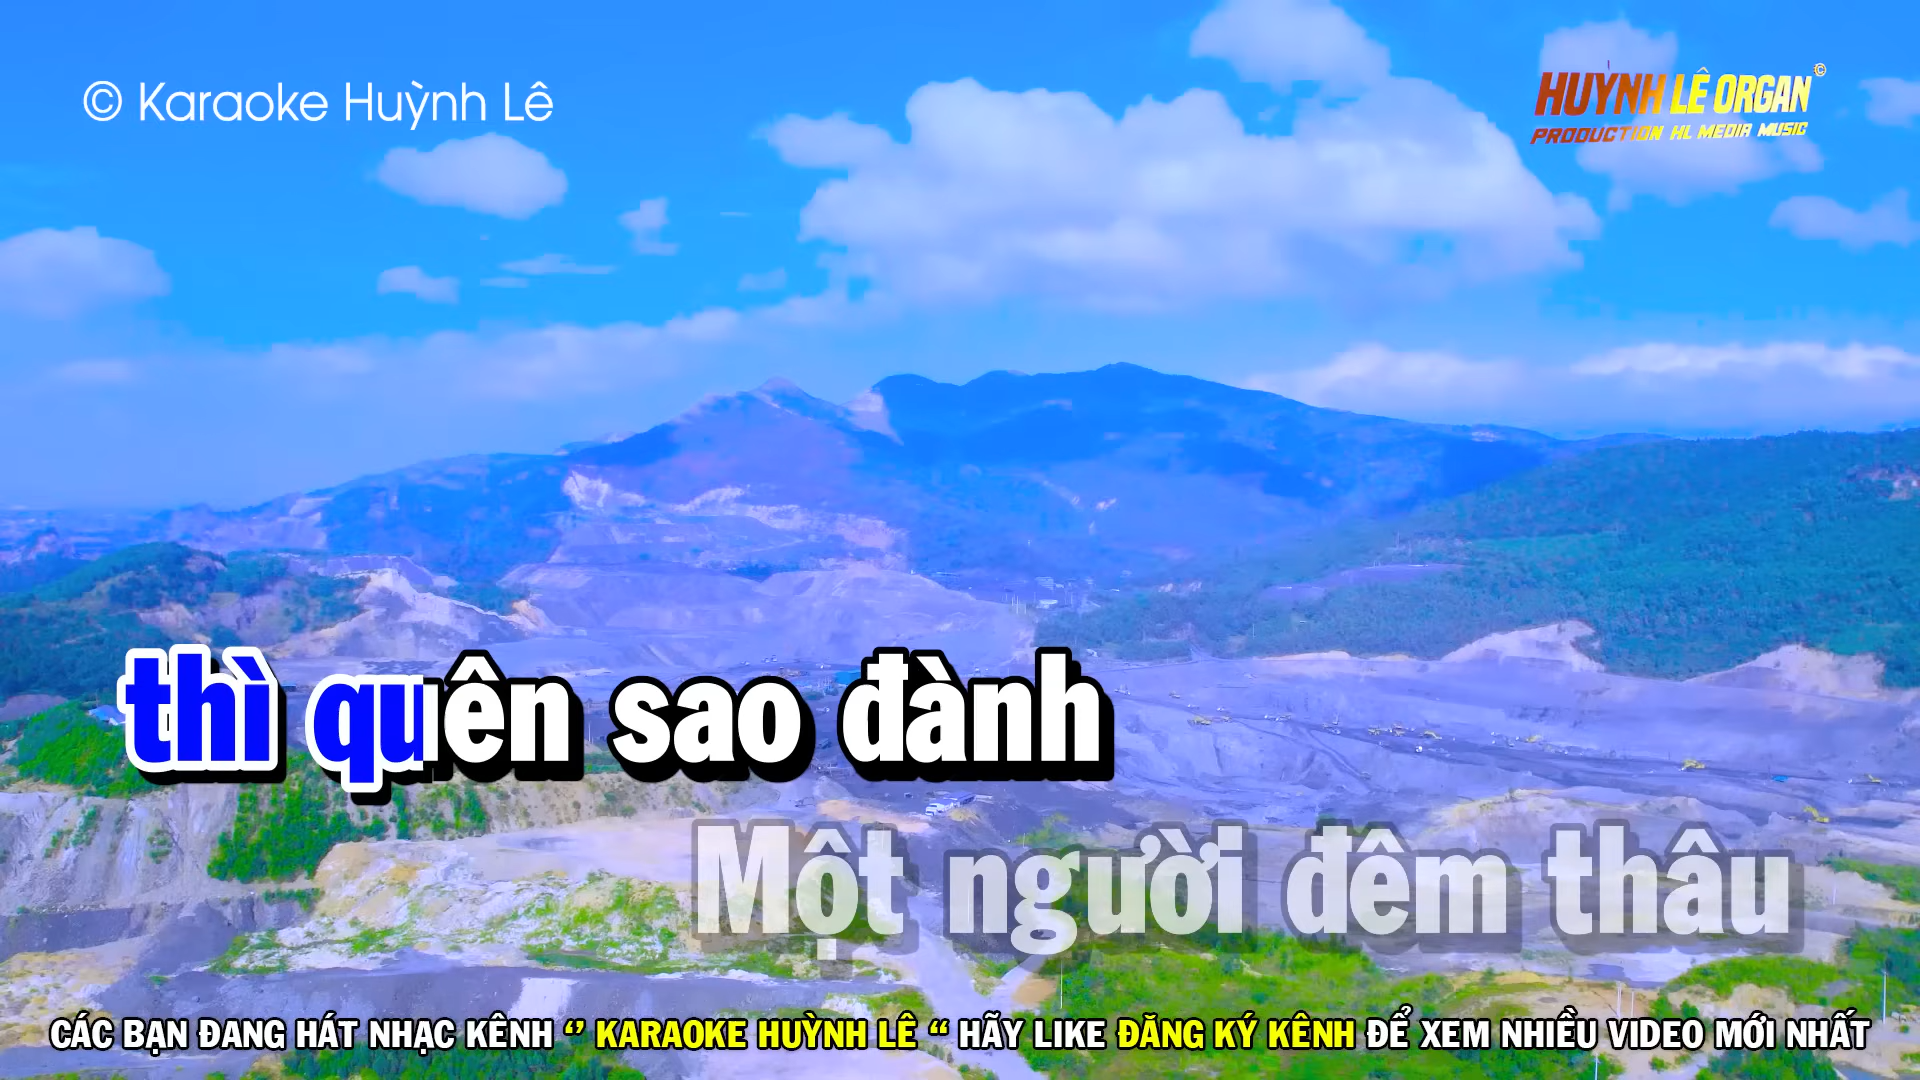 © Karaoke Huỳnh Lê
HUỲNH LÊ ORGAN ©
PRODUCTION HL MEDIA MUSIC
thì quên sao đành
Một người đêm thâu
CÁC BẠN ĐANG HÁT NHẠC KÊNH ‘’ KARAOKE HUỲNH LÊ “ HÃY LIKE ĐĂNG KÝ KÊNH ĐỂ XEM NHIỀU VIDEO MỚI NHẤT